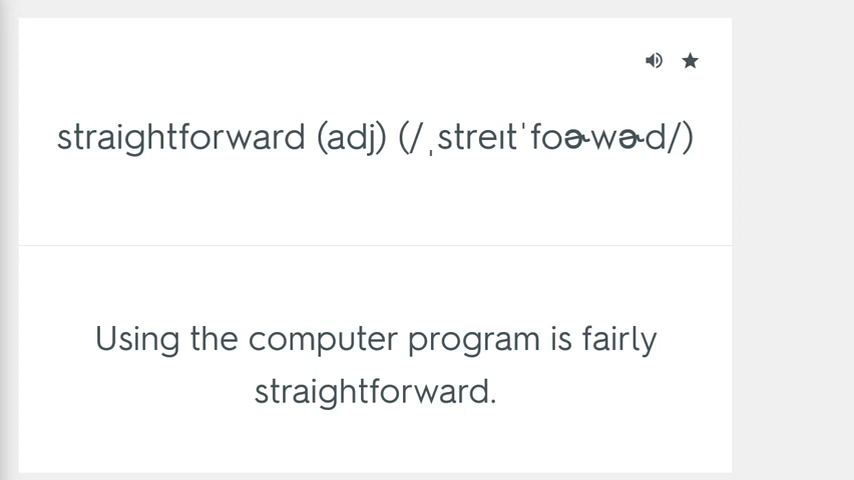 straightforward (adj) (/ˌstreɪtˈfoɚwɚd/)
Using the computer program is fairly
straightforward.